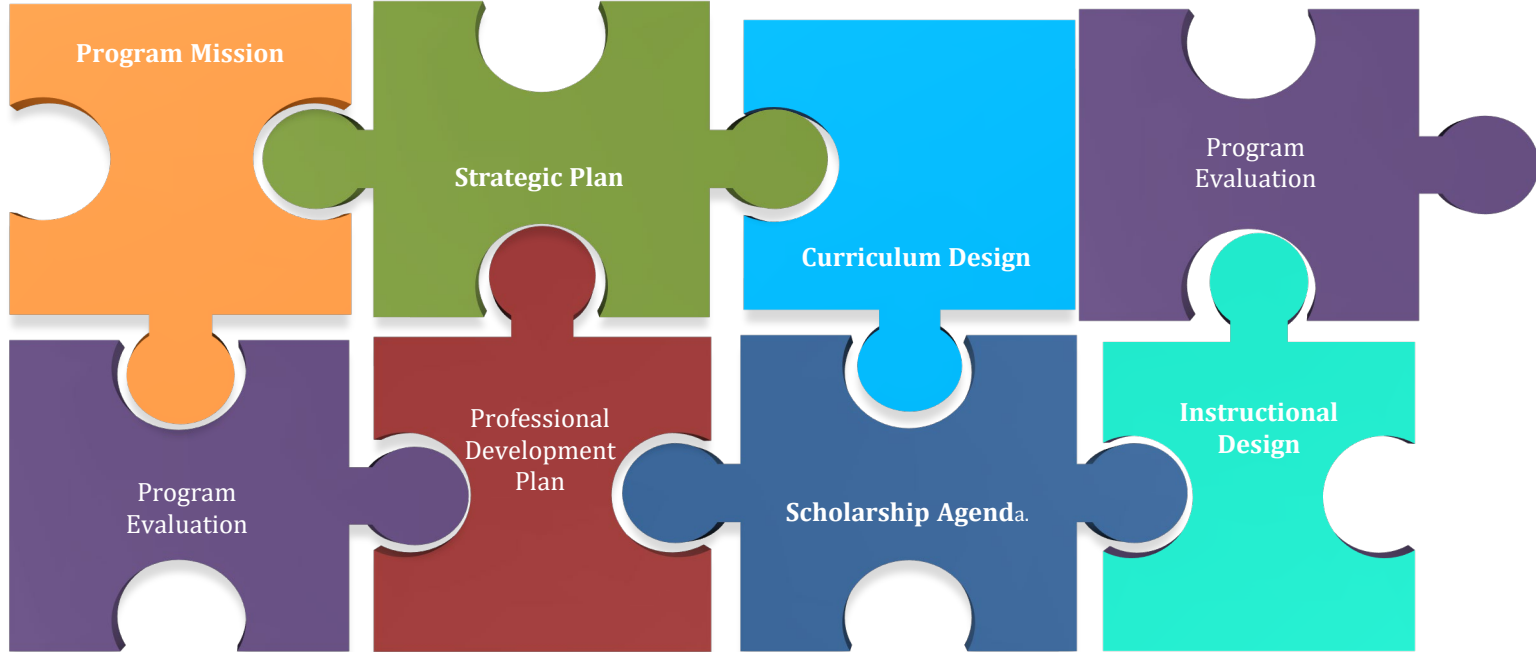 Program Mission
Strategic Plan
Curriculum Design
Program
Evaluation
Program
Evaluation
Professional
Development
Plan
Scholarship Agenda.
Instructional
Design